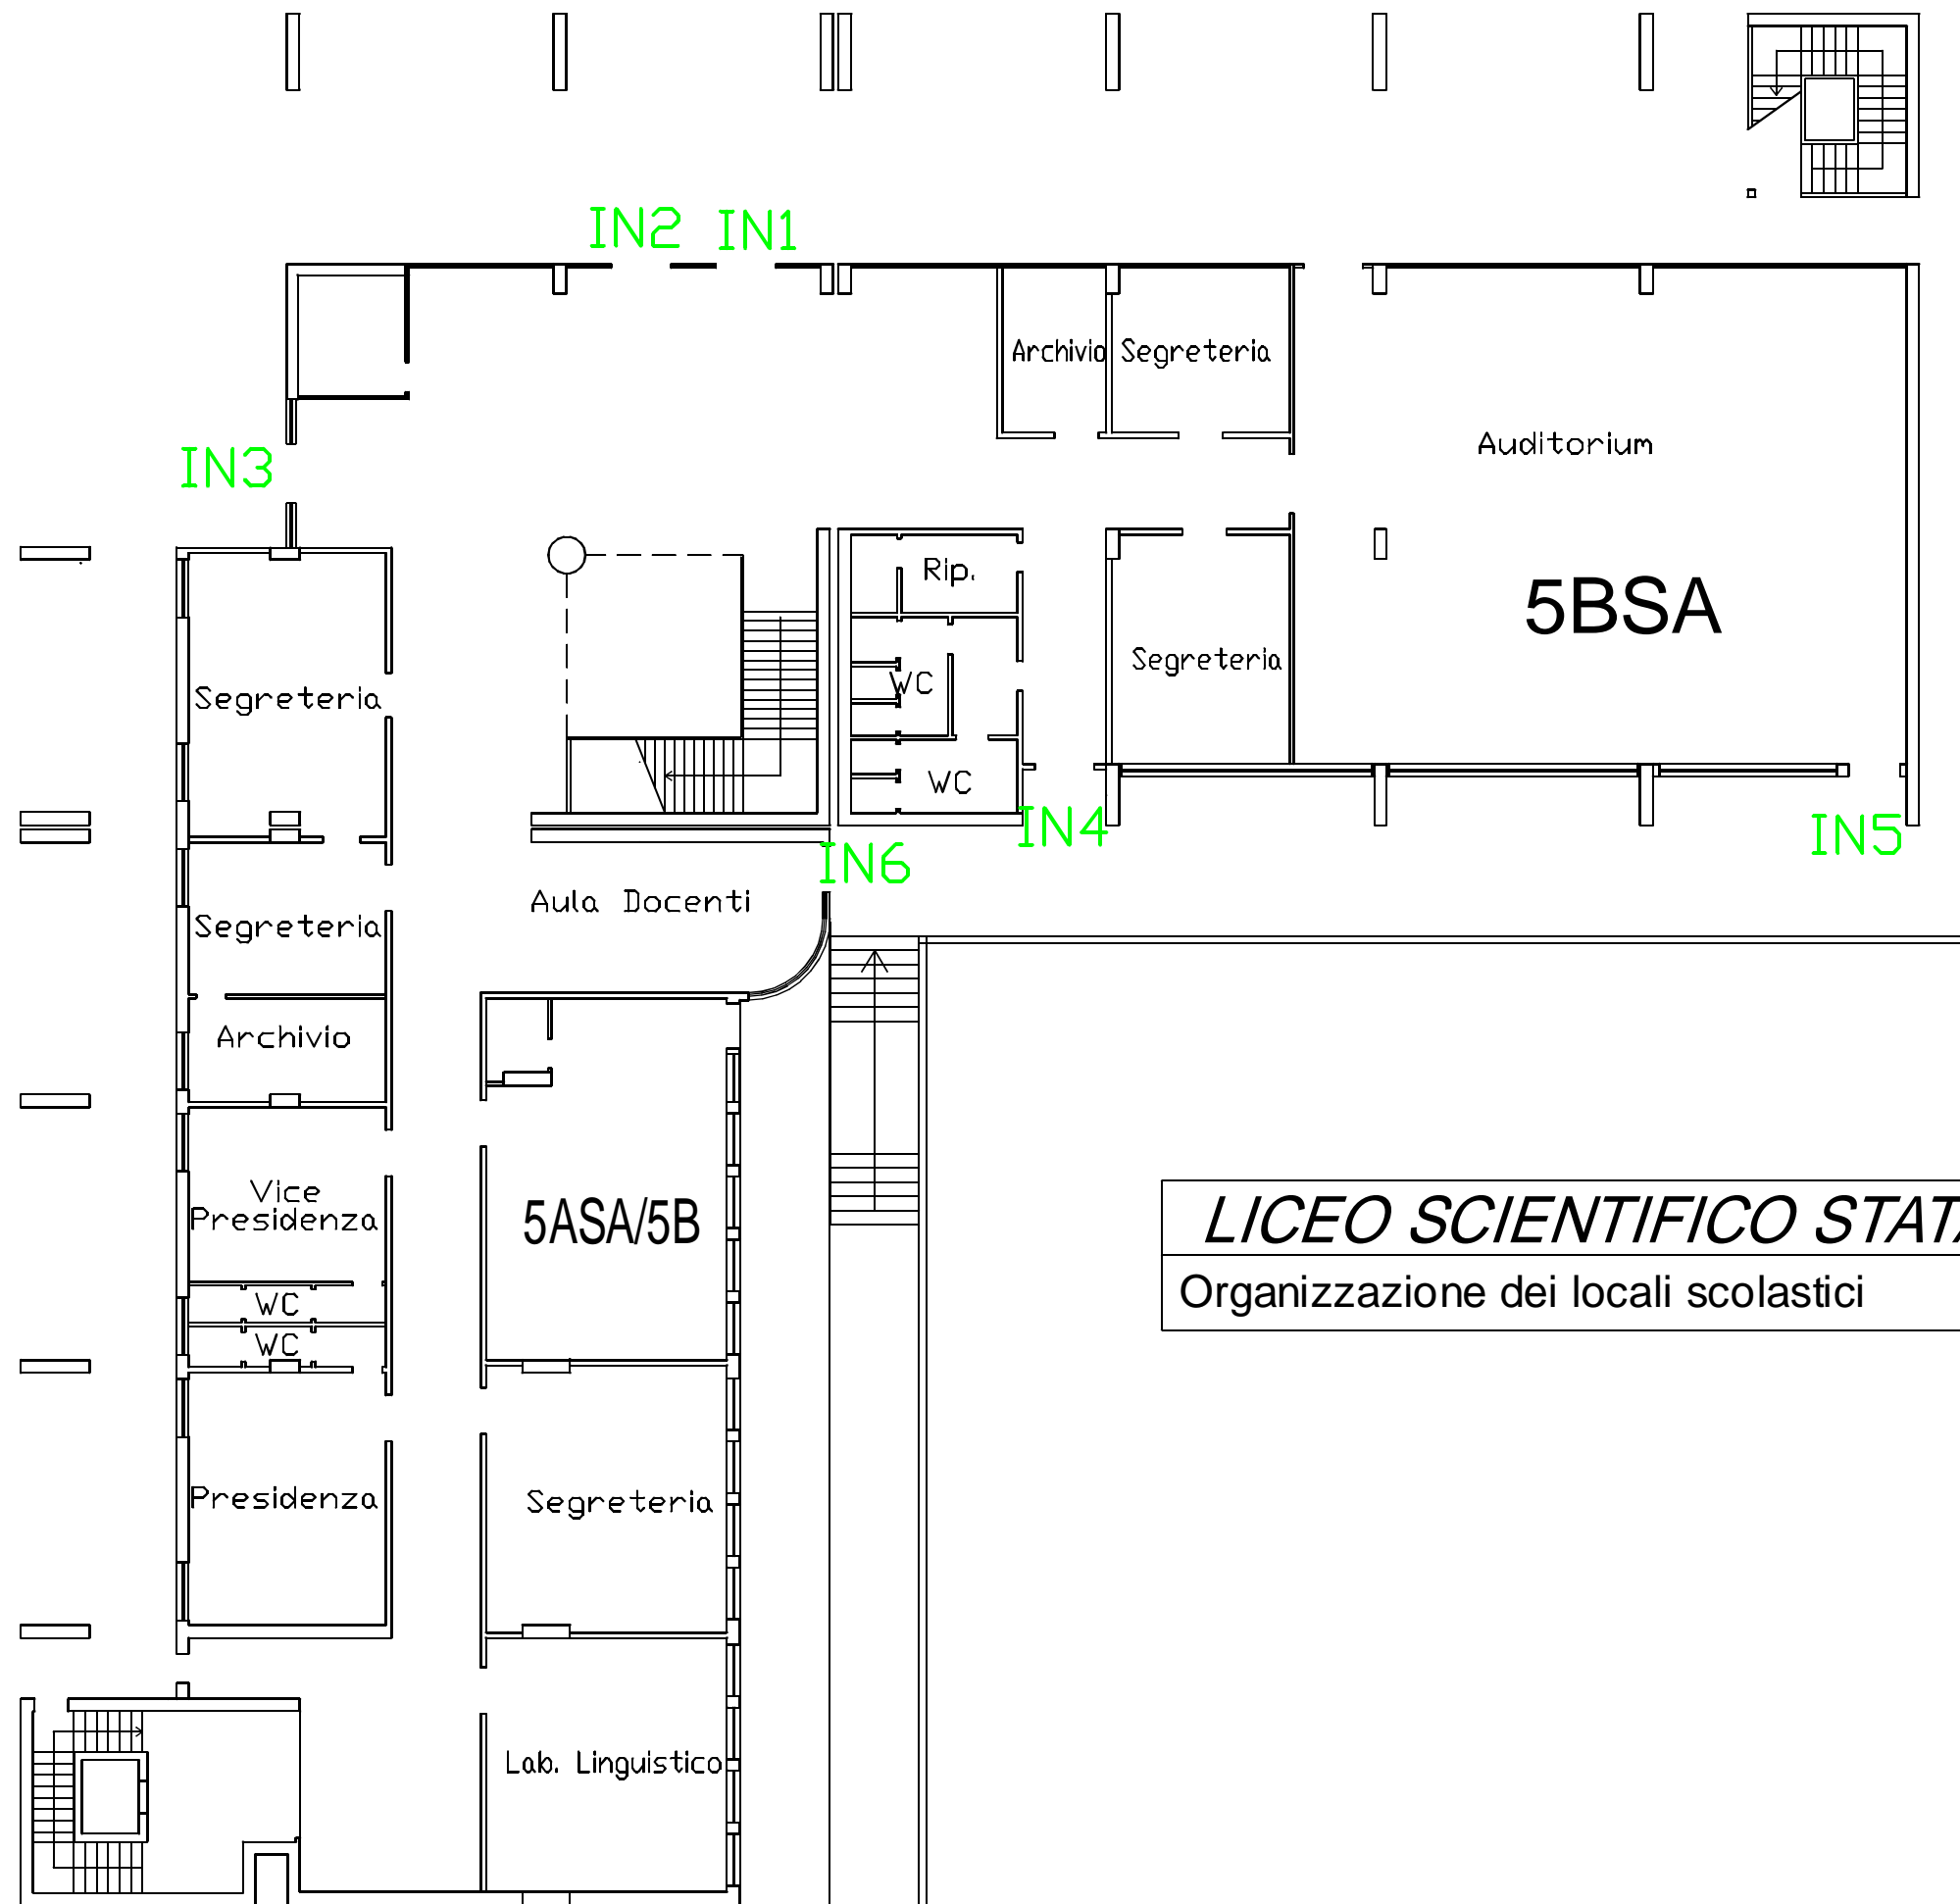 IN2 IN1
Archivio Segreteria
Auditorium
IN3
Rip.
5BSA
Segreteria
WC
Segreteria
WC
IN4
IN5
IN6
Aula Docenti
Segreteria
Archivio
Vice
Presidenza
5ASA/5B
LICEO SCIENTIFICO STATA
Organizzazione dei locali scolastici
WC
WC
Presidenza
Segreteria
Lab. Linguistico